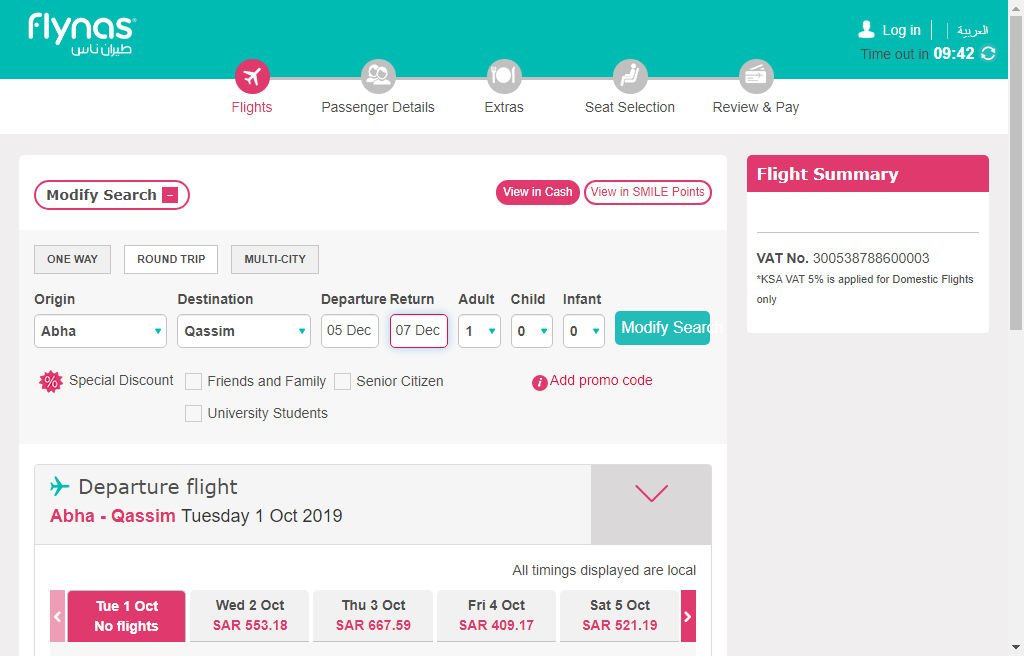 flynas
طيران ناس
Log in
العربية
Time out in 09:42
Flights
Passenger Details
Extras
Seat Selection
Review & Pay
Modify Search
View in Cash
View in SMILE Points
Flight Summary
VAT No. 300538788600003
*KSA VAT 5% is applied for Domestic Flights
only
ONE WAY
ROUND TRIP
MULTI-CITY
Origin
Destination
Departure
Return
Adult
Child
Infant
Abha
Qassim
05 Dec
07 Dec
1
0
0
Modify Search
Special Discount
Friends and Family
Senior Citizen
Add promo code
University Students
Departure flight
Abha - Qassim Tuesday 1 Oct 2019
All timings displayed are local
Tue 1 Oct
No flights
Wed 2 Oct
SAR 553.18
Thu 3 Oct
SAR 667.59
Fri 4 Oct
SAR 409.17
Sat 5 Oct
SAR 521.19